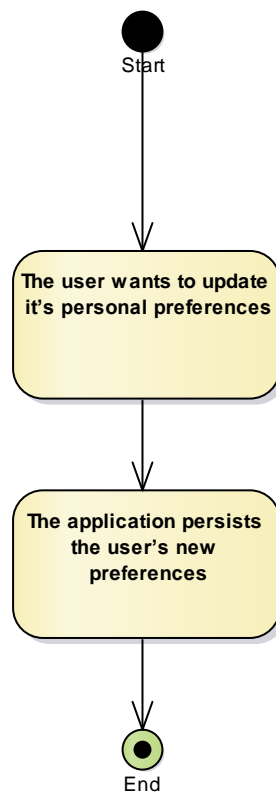 Start
The user wants to update
it's personal preferences
The application persists
the user's new
preferences
End